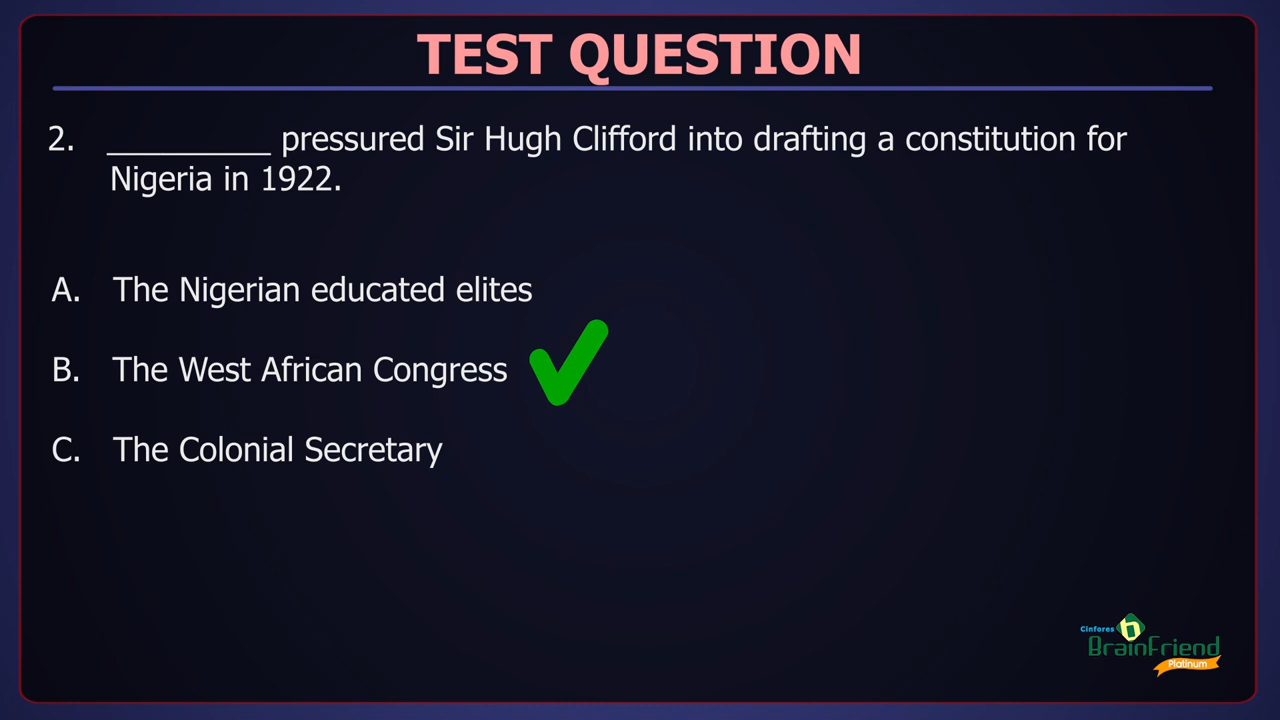 TEST QUESTION
2. _________ pressured Sir Hugh Clifford into drafting a constitution for
Nigeria in 1922.
A. The Nigerian educated elites
B. The West African Congress
C. The Colonial Secretary
Cinfores
BrainFriend
Platinum